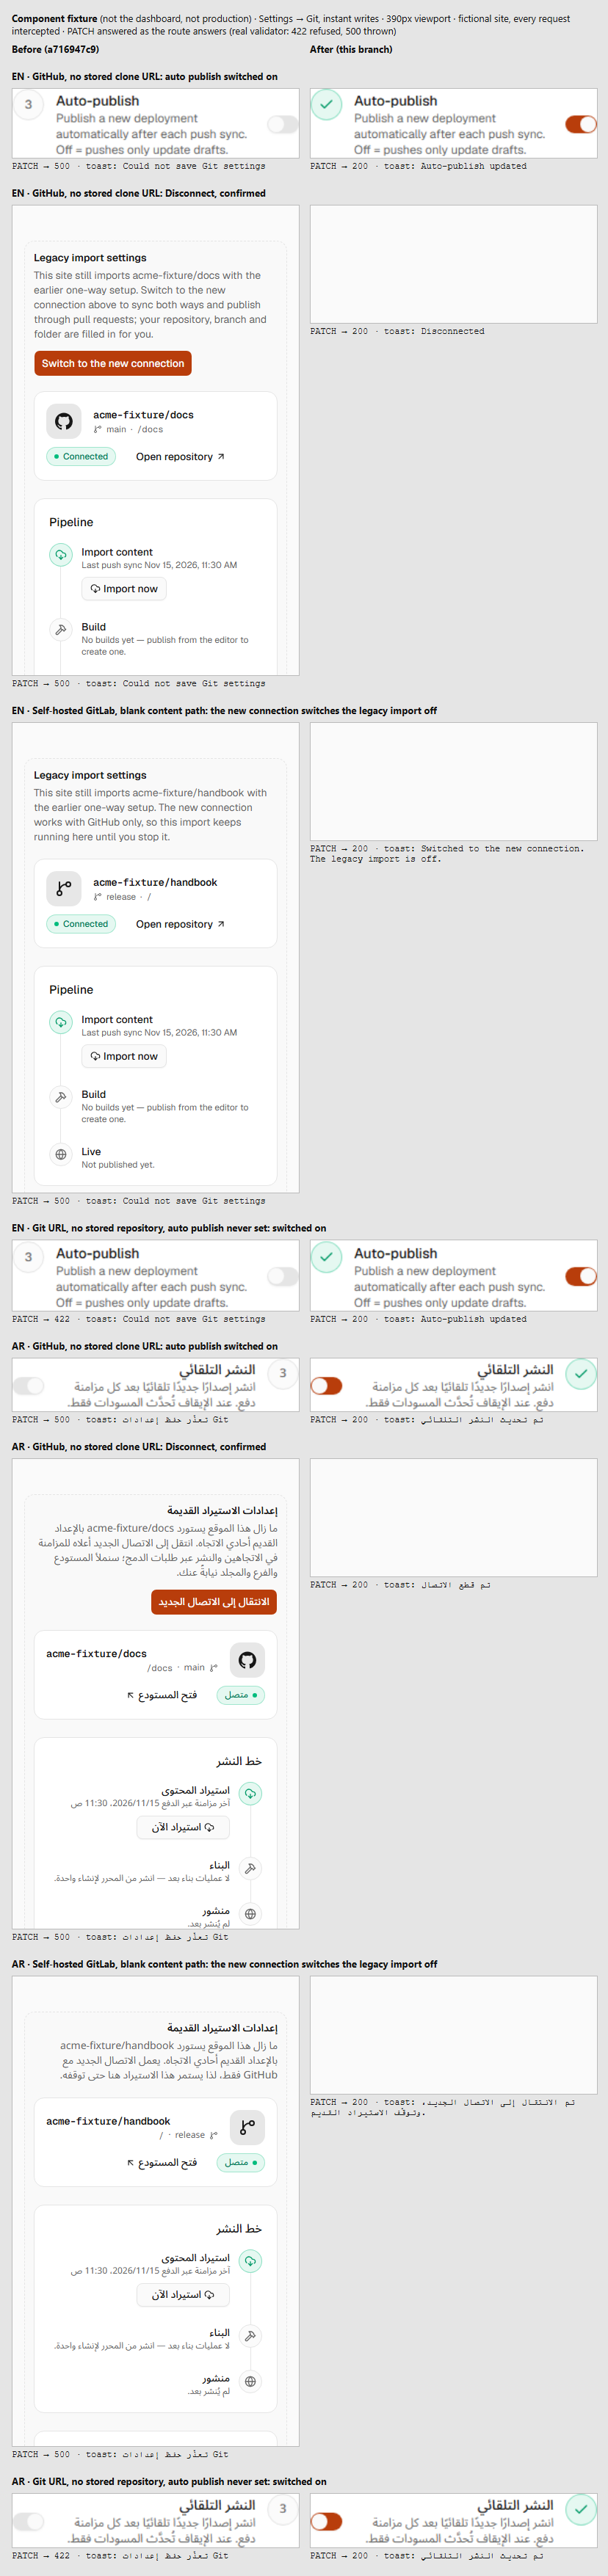 Component fixture (not the dashboard, not production) · Settings → Git, instant writes · 390px viewport · fictional site, every request
intercepted · PATCH answered as the route answers (real validator: 422 refused, 500 thrown)
Before (a716947c9)
After (this branch)
EN · GitHub, no stored clone URL: auto publish switched on
3
Auto-publish
Publish a new deployment
automatically after each push sync.
Off = pushes only update drafts.
PATCH → 500 · toast: Could not save Git settings
Auto-publish
Publish a new deployment
automatically after each push sync.
Off = pushes only update drafts.
PATCH → 200 · toast: Auto-publish updated
EN · GitHub, no stored clone URL: Disconnect, confirmed
Legacy import settings
This site still imports acme-fixture/docs with the
earlier one-way setup. Switch to the new
connection above to sync both ways and publish
through pull requests; your repository, branch and
folder are filled in for you.
Switch to the new connection
acme-fixture/docs
main · /docs
Connected
Open repository
Pipeline
Import content
Last push sync Nov 15, 2026, 11:30 AM
Import now
Build
No builds yet — publish from the editor to
create one.
PATCH → 500 · toast: Could not save Git settings
PATCH → 200 · toast: Disconnected
EN · Self-hosted GitLab, blank content path: the new connection switches the legacy import off
Legacy import settings
This site still imports acme-fixture/handbook with
the earlier one-way setup. The new connection
works with GitHub only, so this import keeps
running here until you stop it.
acme-fixture/handbook
release · /
Connected
Open repository
Pipeline
Import content
Last push sync Nov 15, 2026, 11:30 AM
Import now
Build
No builds yet — publish from the editor to
create one.
Live
Not published yet.
PATCH → 500 · toast: Could not save Git settings
PATCH → 200 · toast: Switched to the new connection.
The legacy import is off.
EN · Git URL, no stored repository, auto publish never set: switched on
3
Auto-publish
Publish a new deployment
automatically after each push sync.
Off = pushes only update drafts.
PATCH → 422 · toast: Could not save Git settings
Auto-publish
Publish a new deployment
automatically after each push sync.
Off = pushes only update drafts.
PATCH → 200 · toast: Auto-publish updated
AR · GitHub, no stored clone URL: auto publish switched on
3
النشر التلقائي
انشر إصدارًا جديدًا تلقائيًا بعد كل مزامنة
دفع. عند الإيقاف تُحدَّث المسودات فقط.
PATCH → 500 · toast: تعذّر حفظ إعدادات Git
النشر التلقائي
انشر إصدارًا جديدًا تلقائيًا بعد كل مزامنة
دفع. عند الإيقاف تُحدَّث المسودات فقط.
PATCH → 200 · toast: تم تحديث النشر التلقائي
AR · GitHub, no stored clone URL: Disconnect, confirmed
إعدادات الاستيراد القديمة
ما زال هذا الموقع يستورد acme-fixture/docs بالإعداد
القديم أحادي الاتجاه. انتقل إلى الاتصال الجديد أعلاه للمزامنة
في الاتجاهين والنشر عبر طلبات الدمج؛ سنملأ المستودع
والفرع والمجلد نيابةً عنك.
الانتقال إلى الاتصال الجديد
acme-fixture/docs
main · /docs
متصل
فتح المستودع
خط النشر
استيراد المحتوى
آخر مزامنة عبر الدفع 2026/11/15، 11:30 ص
استيراد الآن
البناء
لا عمليات بناء بعد — انشر من المحرر لإنشاء واحدة.
منشور
لم يُنشر بعد.
PATCH → 500 · toast: تعذّر حفظ إعدادات Git
PATCH → 200 · toast: تم قطع الاتصال
AR · Self-hosted GitLab, blank content path: the new connection switches the legacy import off
إعدادات الاستيراد القديمة
ما زال هذا الموقع يستورد acme-fixture/handbook
بالإعداد القديم أحادي الاتجاه. يعمل الاتصال الجديد مع
GitHub فقط، لذا يستمر هذا الاستيراد هنا حتى توقفه.
acme-fixture/handbook
release · /
متصل
فتح المستودع
خط النشر
استيراد المحتوى
آخر مزامنة عبر الدفع 2026/11/15، 11:30 ص
استيراد الآن
البناء
لا عمليات بناء بعد — انشر من المحرر لإنشاء واحدة.
منشور
لم يُنشر بعد.
PATCH → 500 · toast: تعذّر حفظ إعدادات Git
PATCH → 200 · toast: تم الانتقال إلى الاتصال الجديد،
وتوقّف الاستيراد القديم.
AR · Git URL, no stored repository, auto publish never set: switched on
3
النشر التلقائي
انشر إصدارًا جديدًا تلقائيًا بعد كل مزامنة
دفع. عند الإيقاف تُحدَّث المسودات فقط.
PATCH → 422 · toast: تعذّر حفظ إعدادات Git
النشر التلقائي
انشر إصدارًا جديدًا تلقائيًا بعد كل مزامنة
دفع. عند الإيقاف تُحدَّث المسودات فقط.
PATCH → 200 · toast: تم تحديث النشر التلقائي